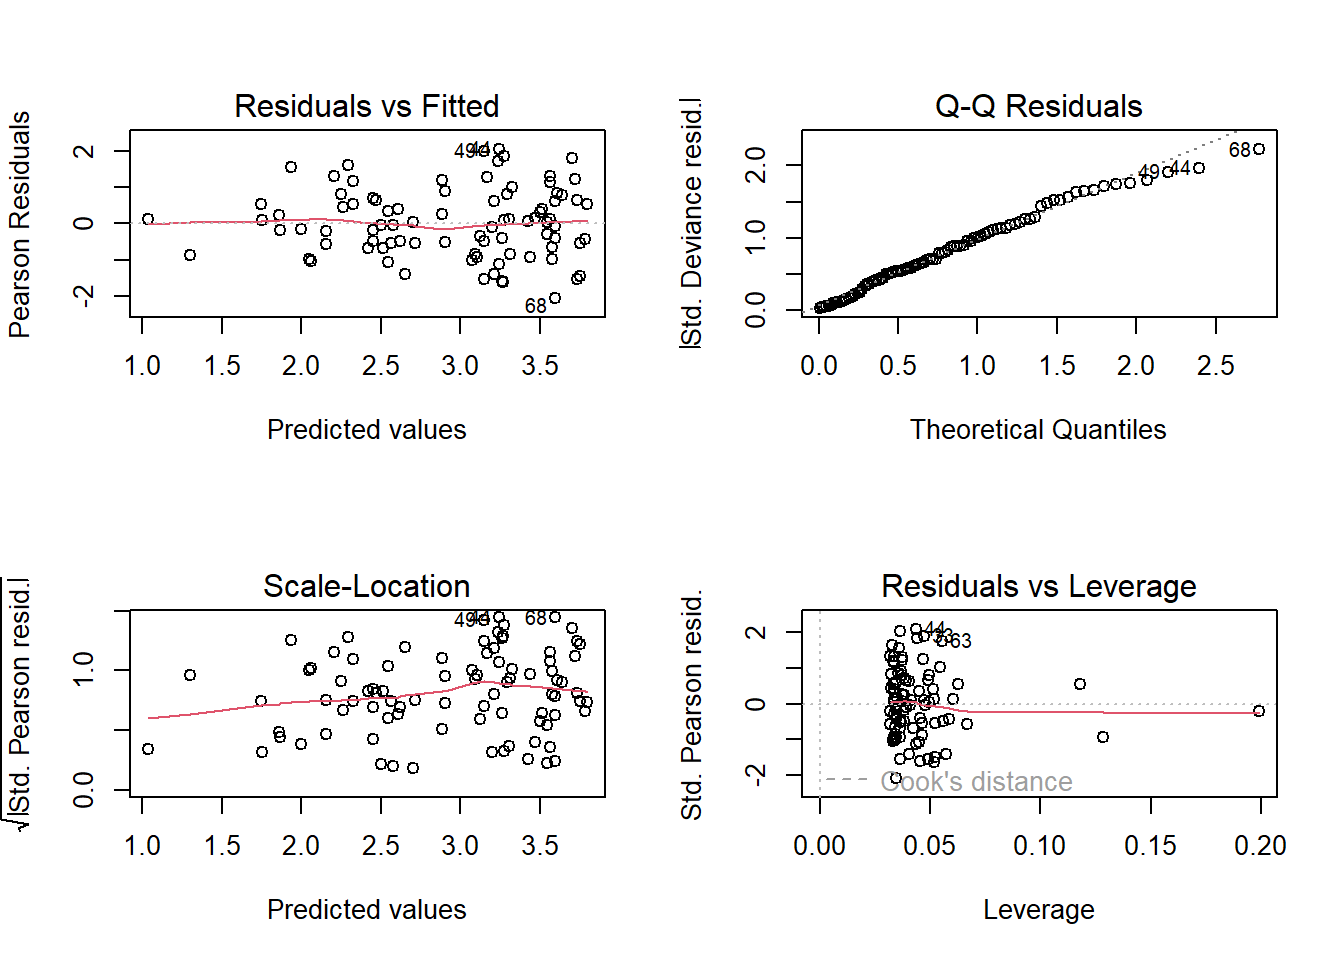 Residuals vs Fitted
Pearson Residuals
2
0
-2
49
44
68
1.0 1.5 2.0 2.5 3.0 3.5
Predicted values
Q-Q Residuals
|Std. Deviance resid.|
2.0
1.0
0.0
49 44 68
0.0 0.5 1.0 1.5 2.0 2.5
Theoretical Quantiles
Scale-Location
√|Std. Pearson resid.|
1.0
0.0
49
44
68
1.0 1.5 2.0 2.5 3.0 3.5
Predicted values
Residuals vs Leverage
Std. Pearson resid.
2
0
-2
44
63
Cook's distance
0.00 0.05 0.10 0.15 0.20
Leverage